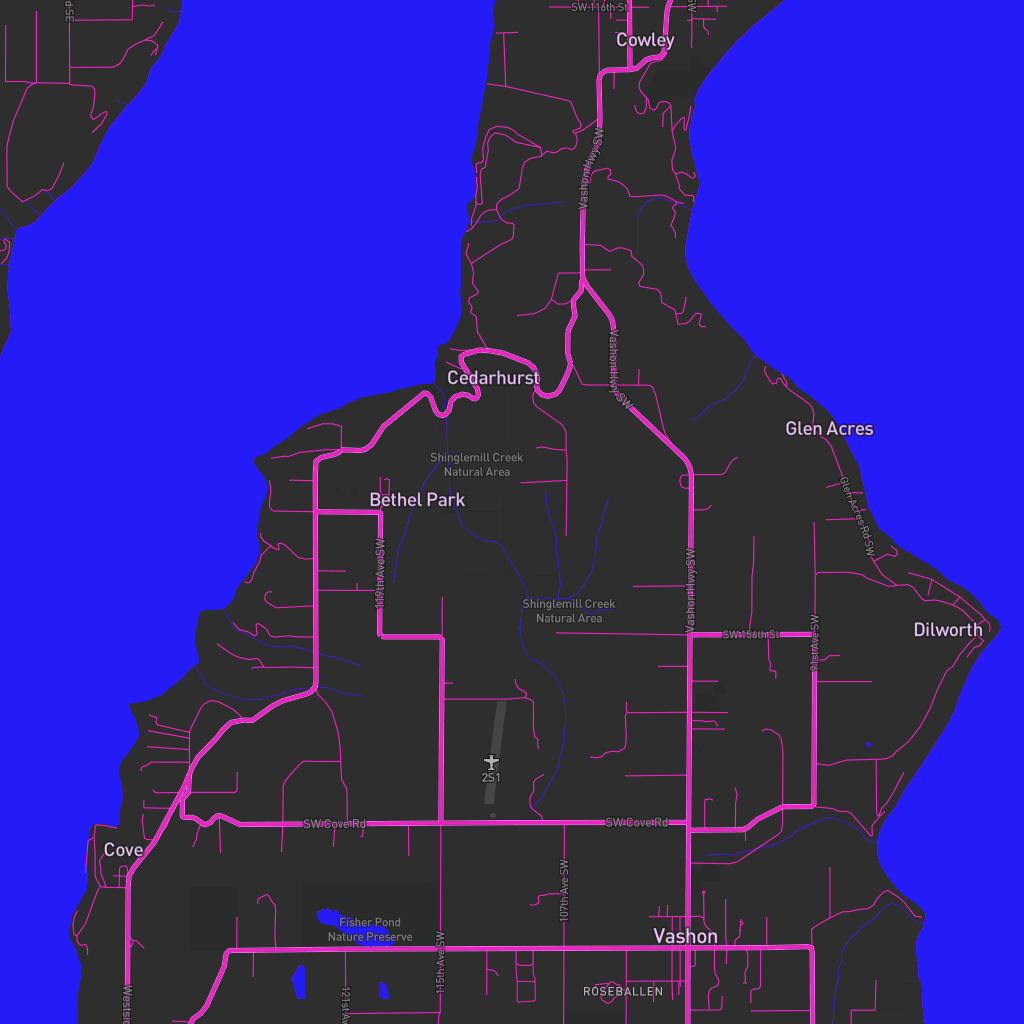 SW 116th St
Cowley
Vashon Hwy SW
Vashon Hwy SW
Cedarhurst
Glen Acres
Shinglemill Creek
Natural Area
Bethel Park
Glen Acres Rd SW
119th Ave SW
Vashon Hwy SW
Shinglemill Creek
Natural Area
SW 156th St
91st Ave SW
Dilworth
2S1
SW Cove Rd
SW Cove Rd
Cove
107th Ave SW
Fisher Pond
Nature Preserve
Vashon
115th Ave SW
ROSEBALLEN